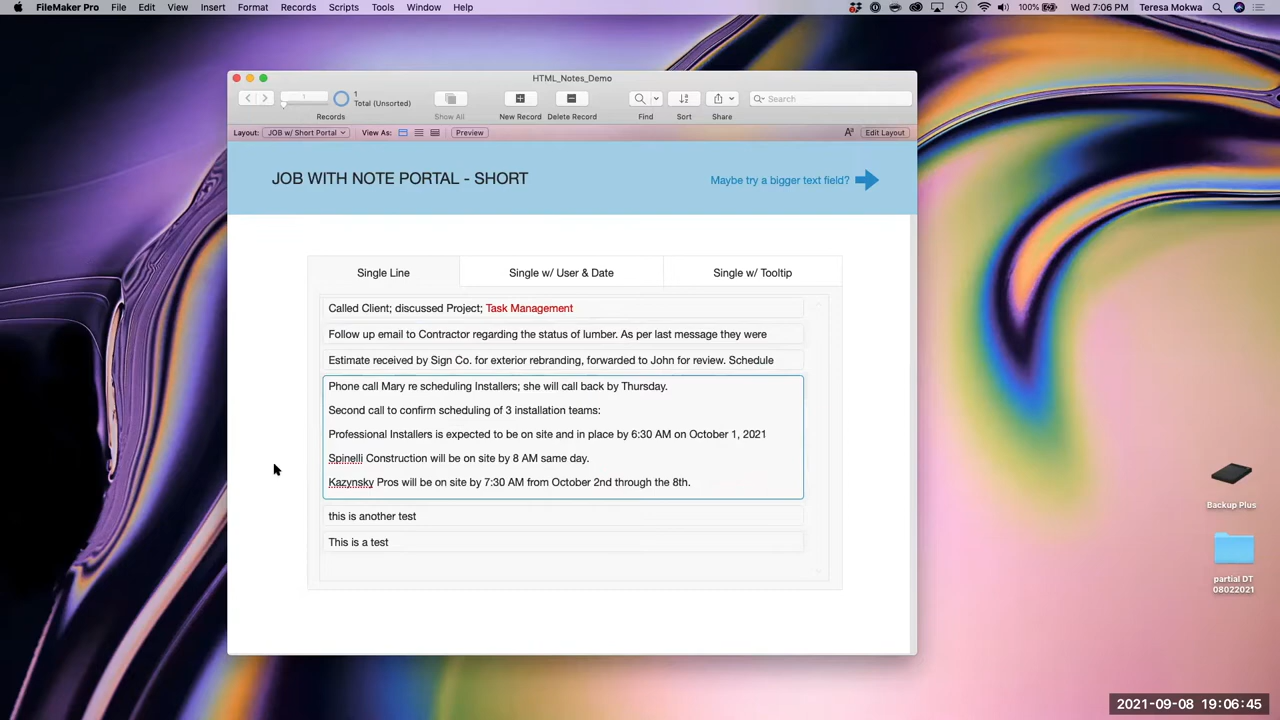 FileMaker Pro File Edit View Insert Format Records Scripts Tools Window Help 100% Wed 7:06 PM Teresa Mokwa
HTML_Notes_Demo
1
1
Total (Unsorted)
Search
Records Show All New Record Delete Record Find Sort Share
Layout: JOB w/ Short Portal View As: Preview Aª Edit Layout
JOB WITH NOTE PORTAL - SHORT
Maybe try a bigger text field?
Single Line Single w/ User & Date Single w/ Tooltip
Called Client; discussed Project; Task Management
Follow up email to Contractor regarding the status of lumber. As per last message they were
Estimate received by Sign Co. for exterior rebranding, forwarded to John for review. Schedule
Phone call Mary re scheduling Installers; she will call back by Thursday.
Second call to confirm scheduling of 3 installation teams:
Professional Installers is expected to be on site and in place by 6:30 AM on October 1, 2021
Spinelli Construction will be on site by 8 AM same day.
Kazynsky Pros will be on site by 7:30 AM from October 2nd through the 8th.
this is another test
This is a test
Backup Plus
partial DT
08022021
2021-09-08 19:06:45